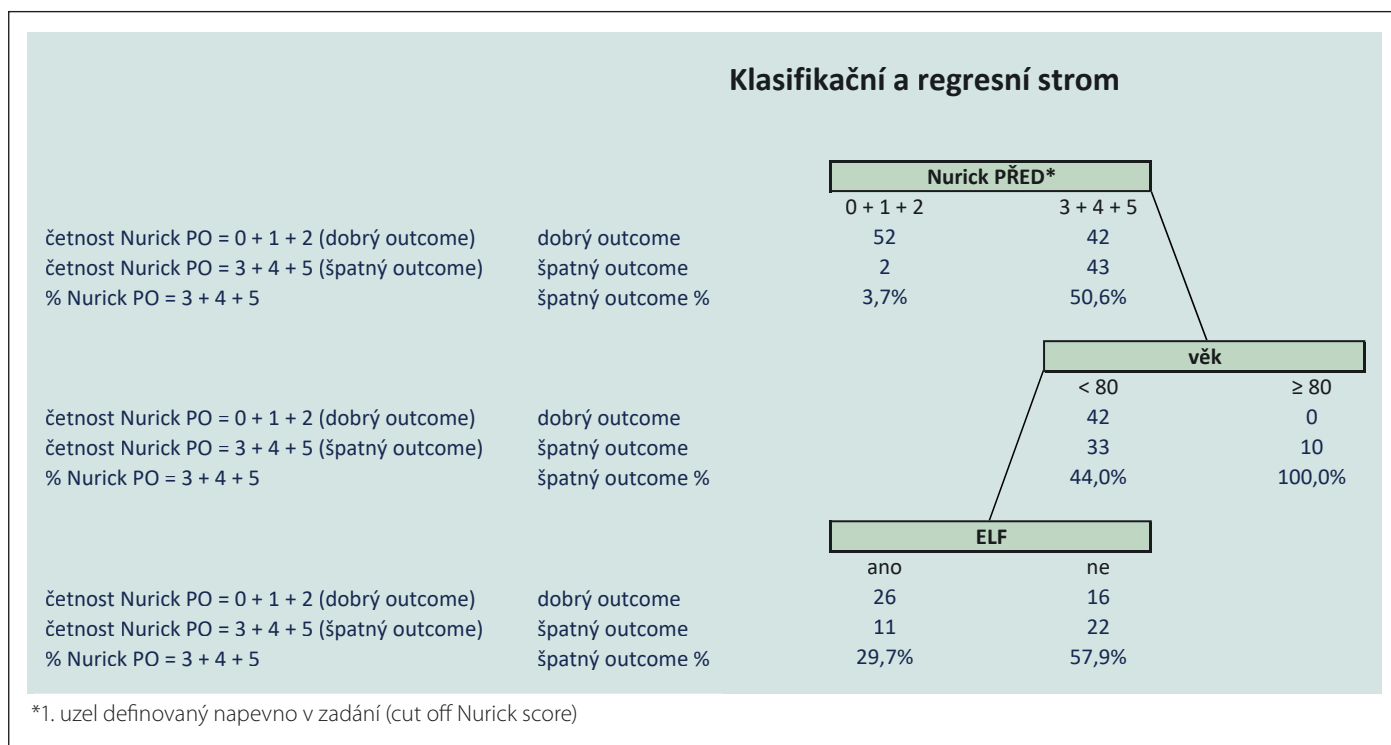 Klasifikační a regresní strom
Nurick PŘED*
0 + 1 + 2 3 + 4 + 5
četnost Nurick PO = 0 + 1 + 2 (dobrý outcome) dobrý outcome 52 42
četnost Nurick PO = 3 + 4 + 5 (špatný outcome) špatný outcome 2 43
% Nurick PO = 3 + 4 + 5 špatný outcome % 3,7% 50,6%
věk
< 80 ≥ 80
četnost Nurick PO = 0 + 1 + 2 (dobrý outcome) dobrý outcome 42 0
četnost Nurick PO = 3 + 4 + 5 (špatný outcome) špatný outcome 33 10
% Nurick PO = 3 + 4 + 5 špatný outcome % 44,0% 100,0%
ELF
ano ne
četnost Nurick PO = 0 + 1 + 2 (dobrý outcome) dobrý outcome 26 16
četnost Nurick PO = 3 + 4 + 5 (špatný outcome) špatný outcome 11 22
% Nurick PO = 3 + 4 + 5 špatný outcome % 29,7% 57,9%
*1. uzel definovaný napevno v zadání (cut off Nurick score)